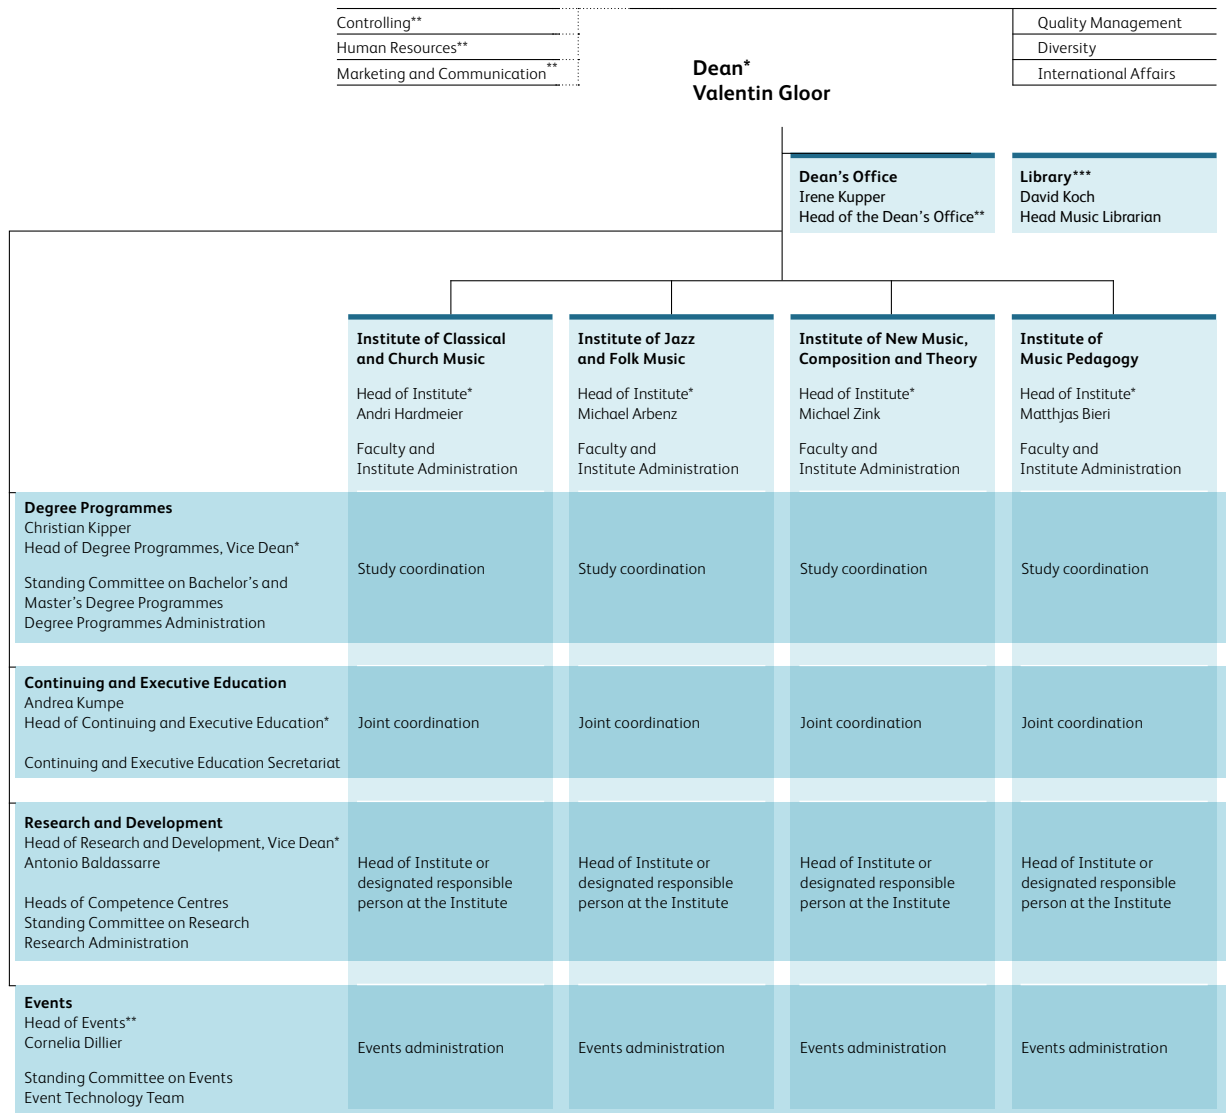 Controlling**
Human Resources**
Marketing and Communication**
Quality Management
Diversity
International Affairs
Dean*
Valentin Gloor
Dean's Office
Irene Kupper
Head of the Dean's Office**
Library***
David Koch
Head Music Librarian
Institute of Classical
and Church Music
Head of Institute*
Andri Hardmeier
Faculty and
Institute Administration
Institute of Jazz
and Folk Music
Head of Institute*
Michael Arbenz
Faculty and
Institute Administration
Institute of New Music,
Composition and Theory
Head of Institute*
Michael Zink
Faculty and
Institute Administration
Institute of
Music Pedagogy
Head of Institute*
Matthjas Bieri
Faculty and
Institute Administration
Degree Programmes
Christian Kipper
Head of Degree Programmes, Vice Dean*
Standing Committee on Bachelor's and
Master's Degree Programmes
Degree Programmes Administration
Study coordination
Study coordination
Study coordination
Study coordination
Continuing and Executive Education
Andrea Kumpe
Head of Continuing and Executive Education*
Continuing and Executive Education Secretariat
Joint coordination
Joint coordination
Joint coordination
Joint coordination
Research and Development
Head of Research and Development, Vice Dean*
Antonio Baldassarre
Heads of Competence Centres
Standing Committee on Research
Research Administration
Head of Institute or
designated responsible
person at the Institute
Head of Institute or
designated responsible
person at the Institute
Head of Institute or
designated responsible
person at the Institute
Head of Institute or
designated responsible
person at the Institute
Events
Head of Events**
Cornelia Dillier
Standing Committee on Events
Event Technology Team
Events administration
Events administration
Events administration
Events administration